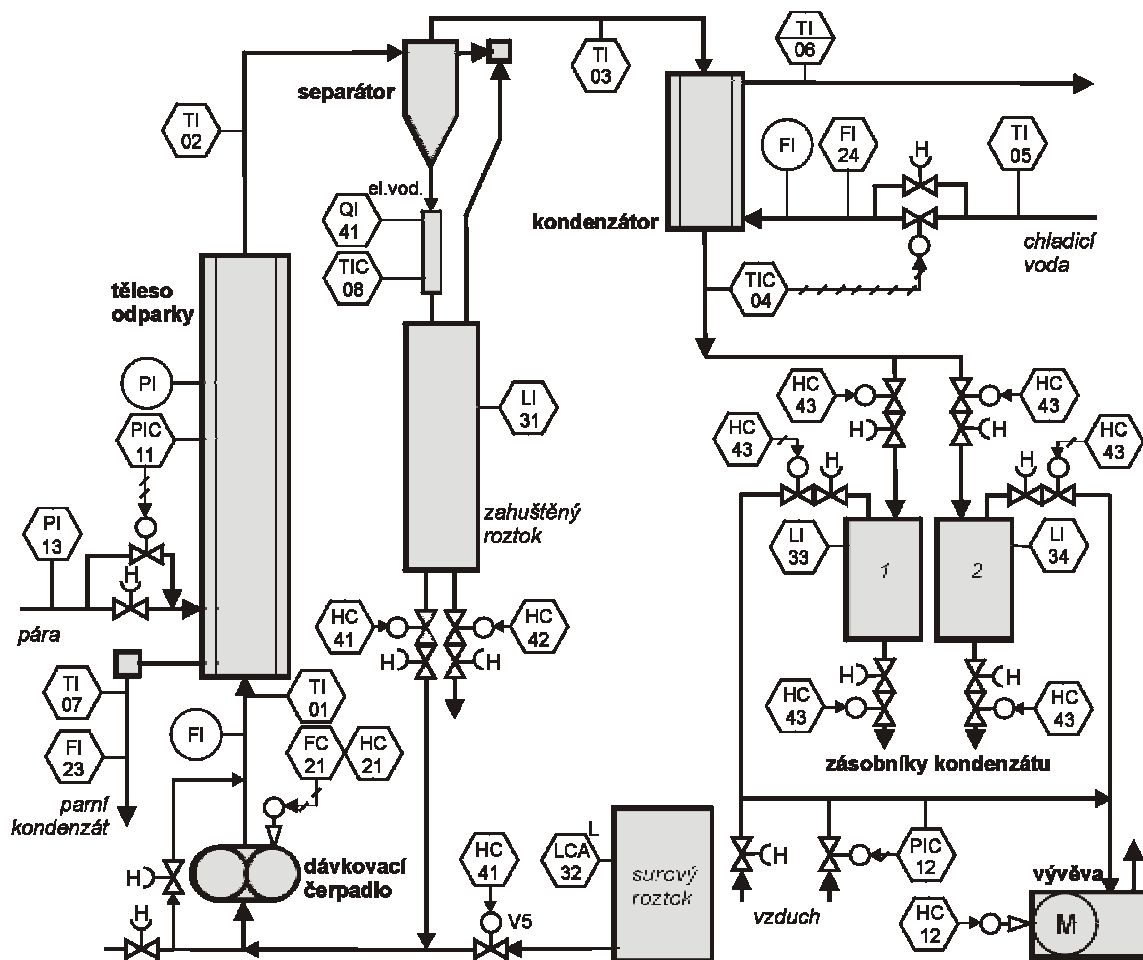 TI
03
TI
06
separátor
TI
02
FI
FI
24
H
TI
05
el.vod.
QI
41
kondenzátor
chladicí
voda
TIC
08
TIC
04
těleso
odparky
PI
PIC
11
LI
31
HC
43
HC
43
H
H
HC
43
H
H
HC
43
PI
13
H
zahuštěný
roztok
LI
33
1
2
LI
34
pára
HC
41
HC
42
H
H
TI
07
TI
01
H
H
HC
43
HC
43
FI
23
FI
FC
21
HC
21
zásobníky kondenzátu
parní
kondenzát
H
dávkovací
čerpadlo
HC
41
L
LCA
32
surový
roztok
H
PIC
12
vývěva
H
V5
vzduch
HC
12
M